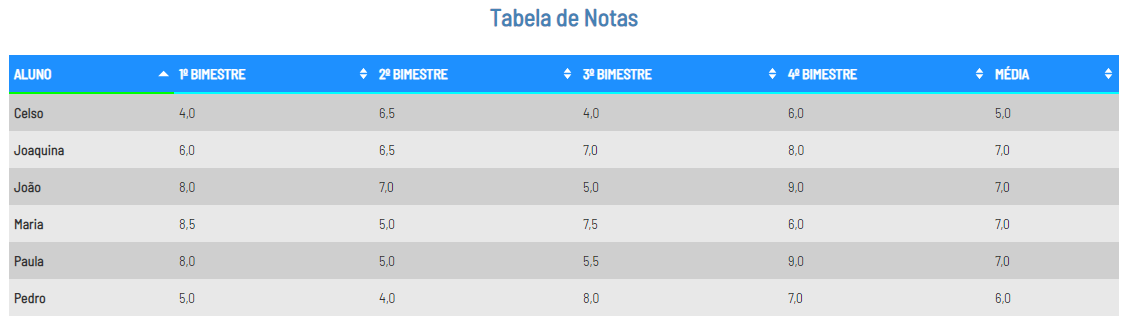 Tabela de Notas
ALUNO 1º BIMESTRE 2º BIMESTRE 3º BIMESTRE 4º BIMESTRE MÉDIA
Celso 4,0 6,5 4,0 6,0 5,0
Joaquina 6,0 6,5 7,0 8,0 7,0
João 8,0 7,0 5,0 9,0 7,0
Maria 8,5 5,0 7,5 6,0 7,0
Paula 8,0 5,0 5,5 9,0 7,0
Pedro 5,0 4,0 8,0 7,0 6,0